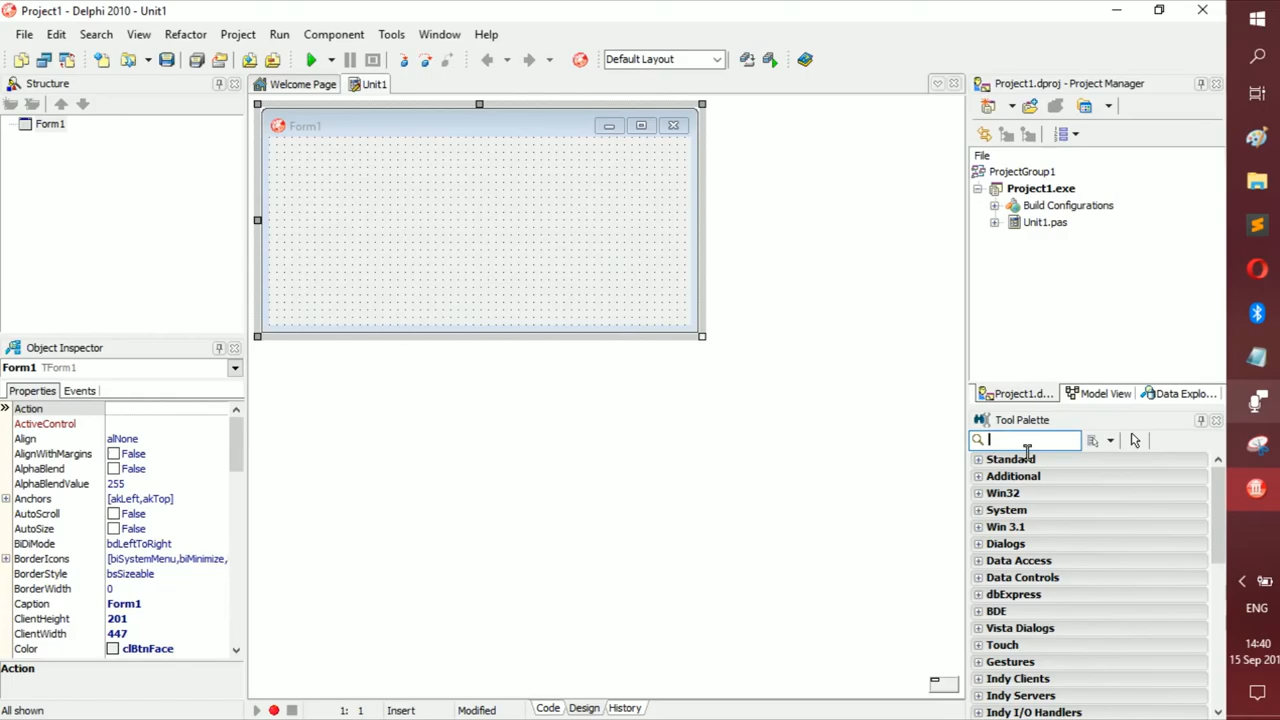 Project1 - Delphi 2010 - Unit1
File Edit Search View Refactor Project Run Component Tools Window Help
Default Layout
Structure
Welcome Page Unit1
Project1.dproj - Project Manager
Form1
Form1
File
ProjectGroup1
Project1.exe
Build Configurations
Unit1.pas
Object Inspector
Form1 TForm1
Properties Events
Action
ActiveControl
Align alNone
AlignWithMargins False
AlphaBlend False
AlphaBlendValue 255
Anchors [akLeft,akTop]
AutoScroll False
AutoSize False
BiDiMode bdLeftToRight
BorderIcons [biSystemMenu,biMinimize,
BorderStyle bsSizeable
BorderWidth 0
Caption Form1
ClientHeight 201
ClientWidth 447
Color clBtnFace
Action
All shown
1: 1 Insert Modified Code Design History
Project1.d... Model View Data Explo...
Tool Palette
Standard
Additional
Win32
System
Win 3.1
Dialogs
Data Access
Data Controls
dbExpress
BDE
Vista Dialogs
Touch
Gestures
Indy Clients
Indy Servers
Indy I/O Handlers
ENG
14:40
15 Sep 201